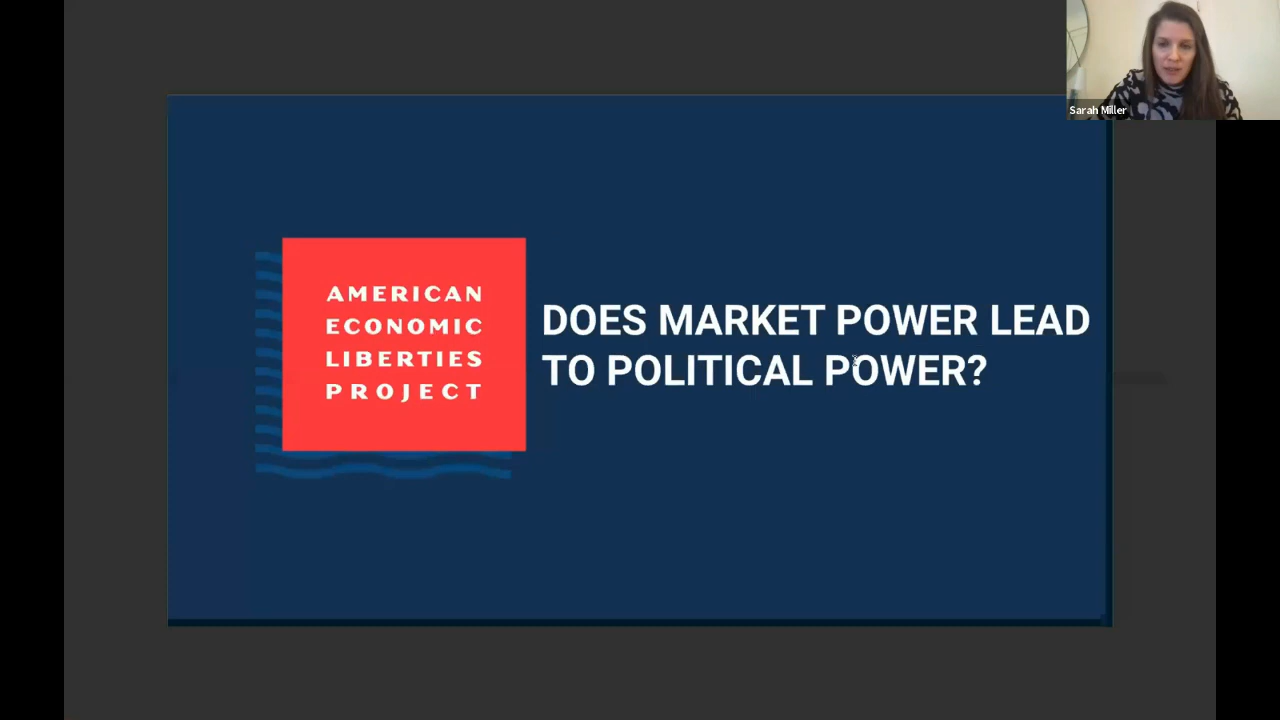 Sarah Miller
AMERICAN
ECONOMIC
LIBERTIES
PROJECT
DOES MARKET POWER LEAD
TO POLITICAL POWER?